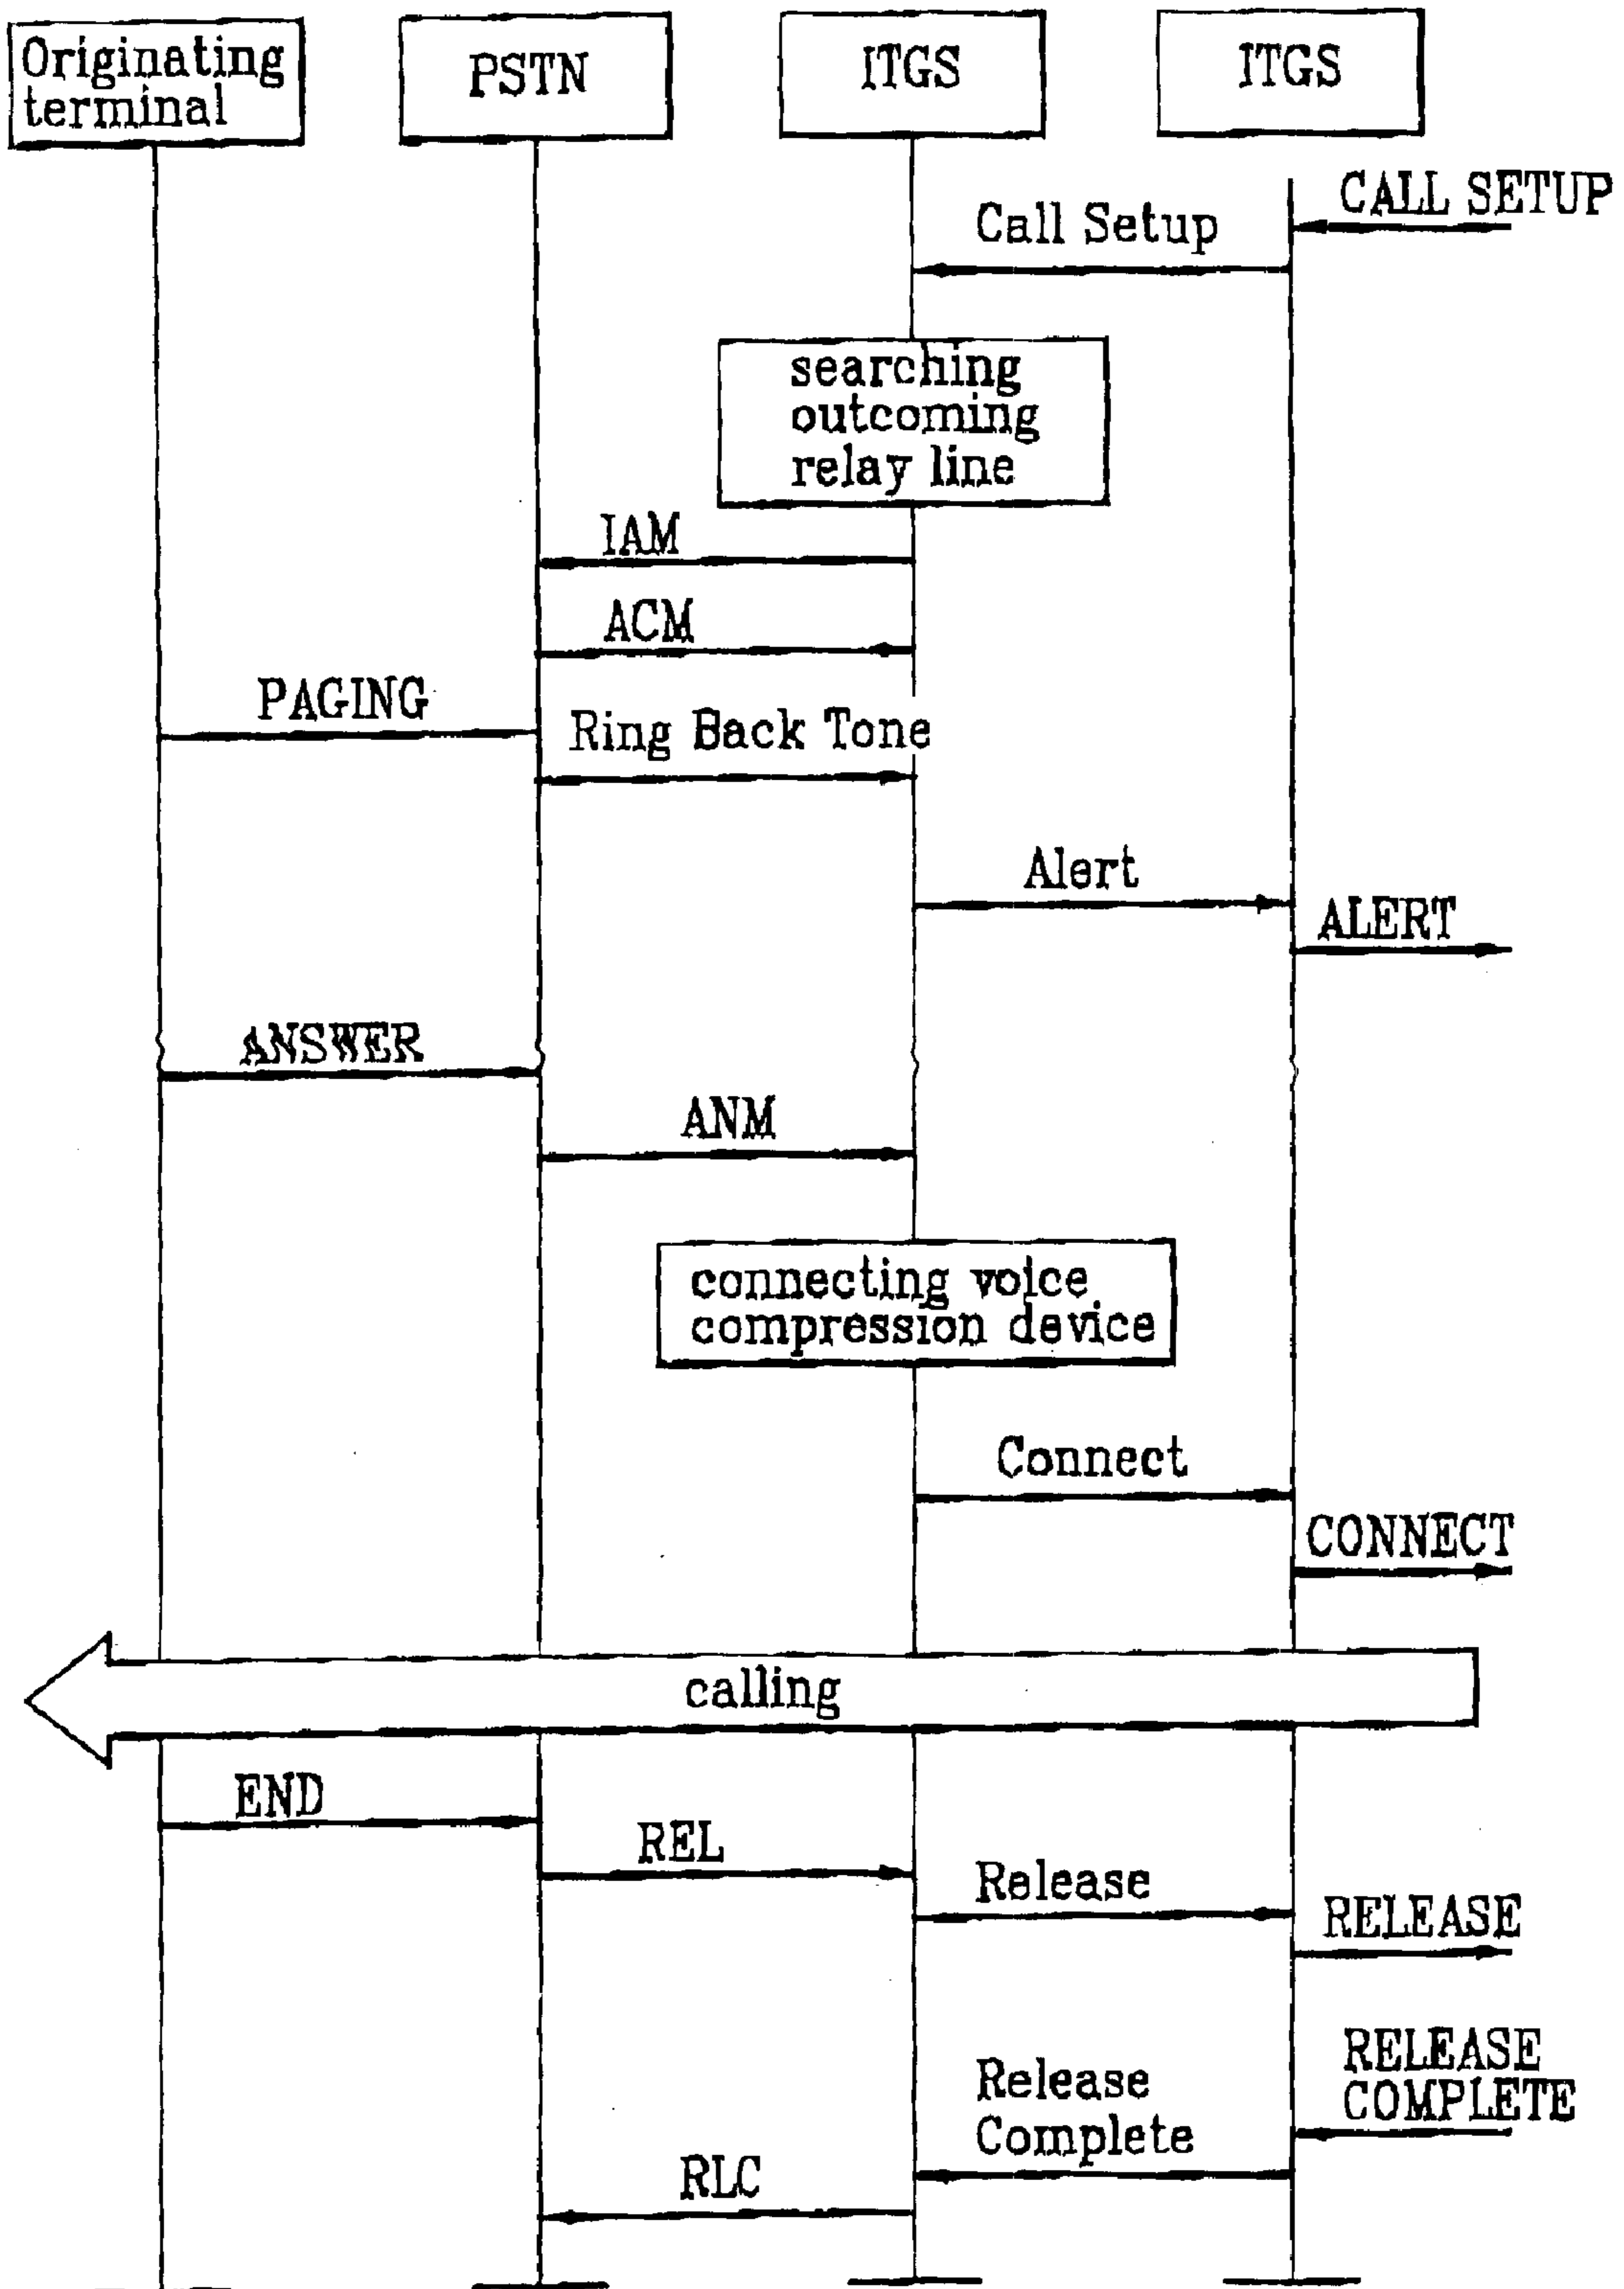 Originating
terminal
PSTN
ITGS
ITGS
CALL SETUP
Call Setup
searching
outcoming
relay line
IAM
ACM
PAGING
Ring Back Tone
Alert
ALERT
ANSWER
ANM
connecting voice
compression device
Connect
CONNECT
calling
END
REL
Release
RELEASE
RELEASE
COMPLETE
Release
Complete
RLC